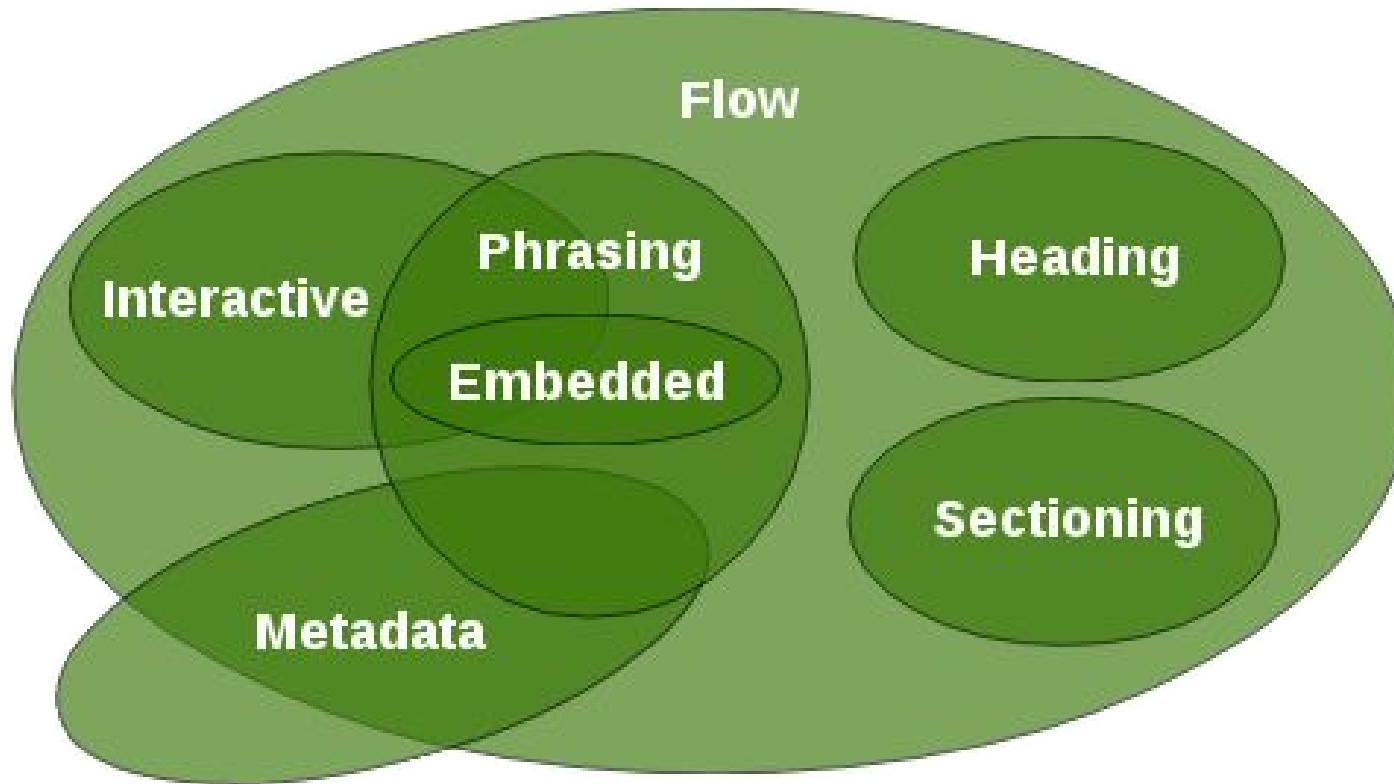 Flow
Phrasing
Heading
Interactive
Embedded
Sectioning
Metadata